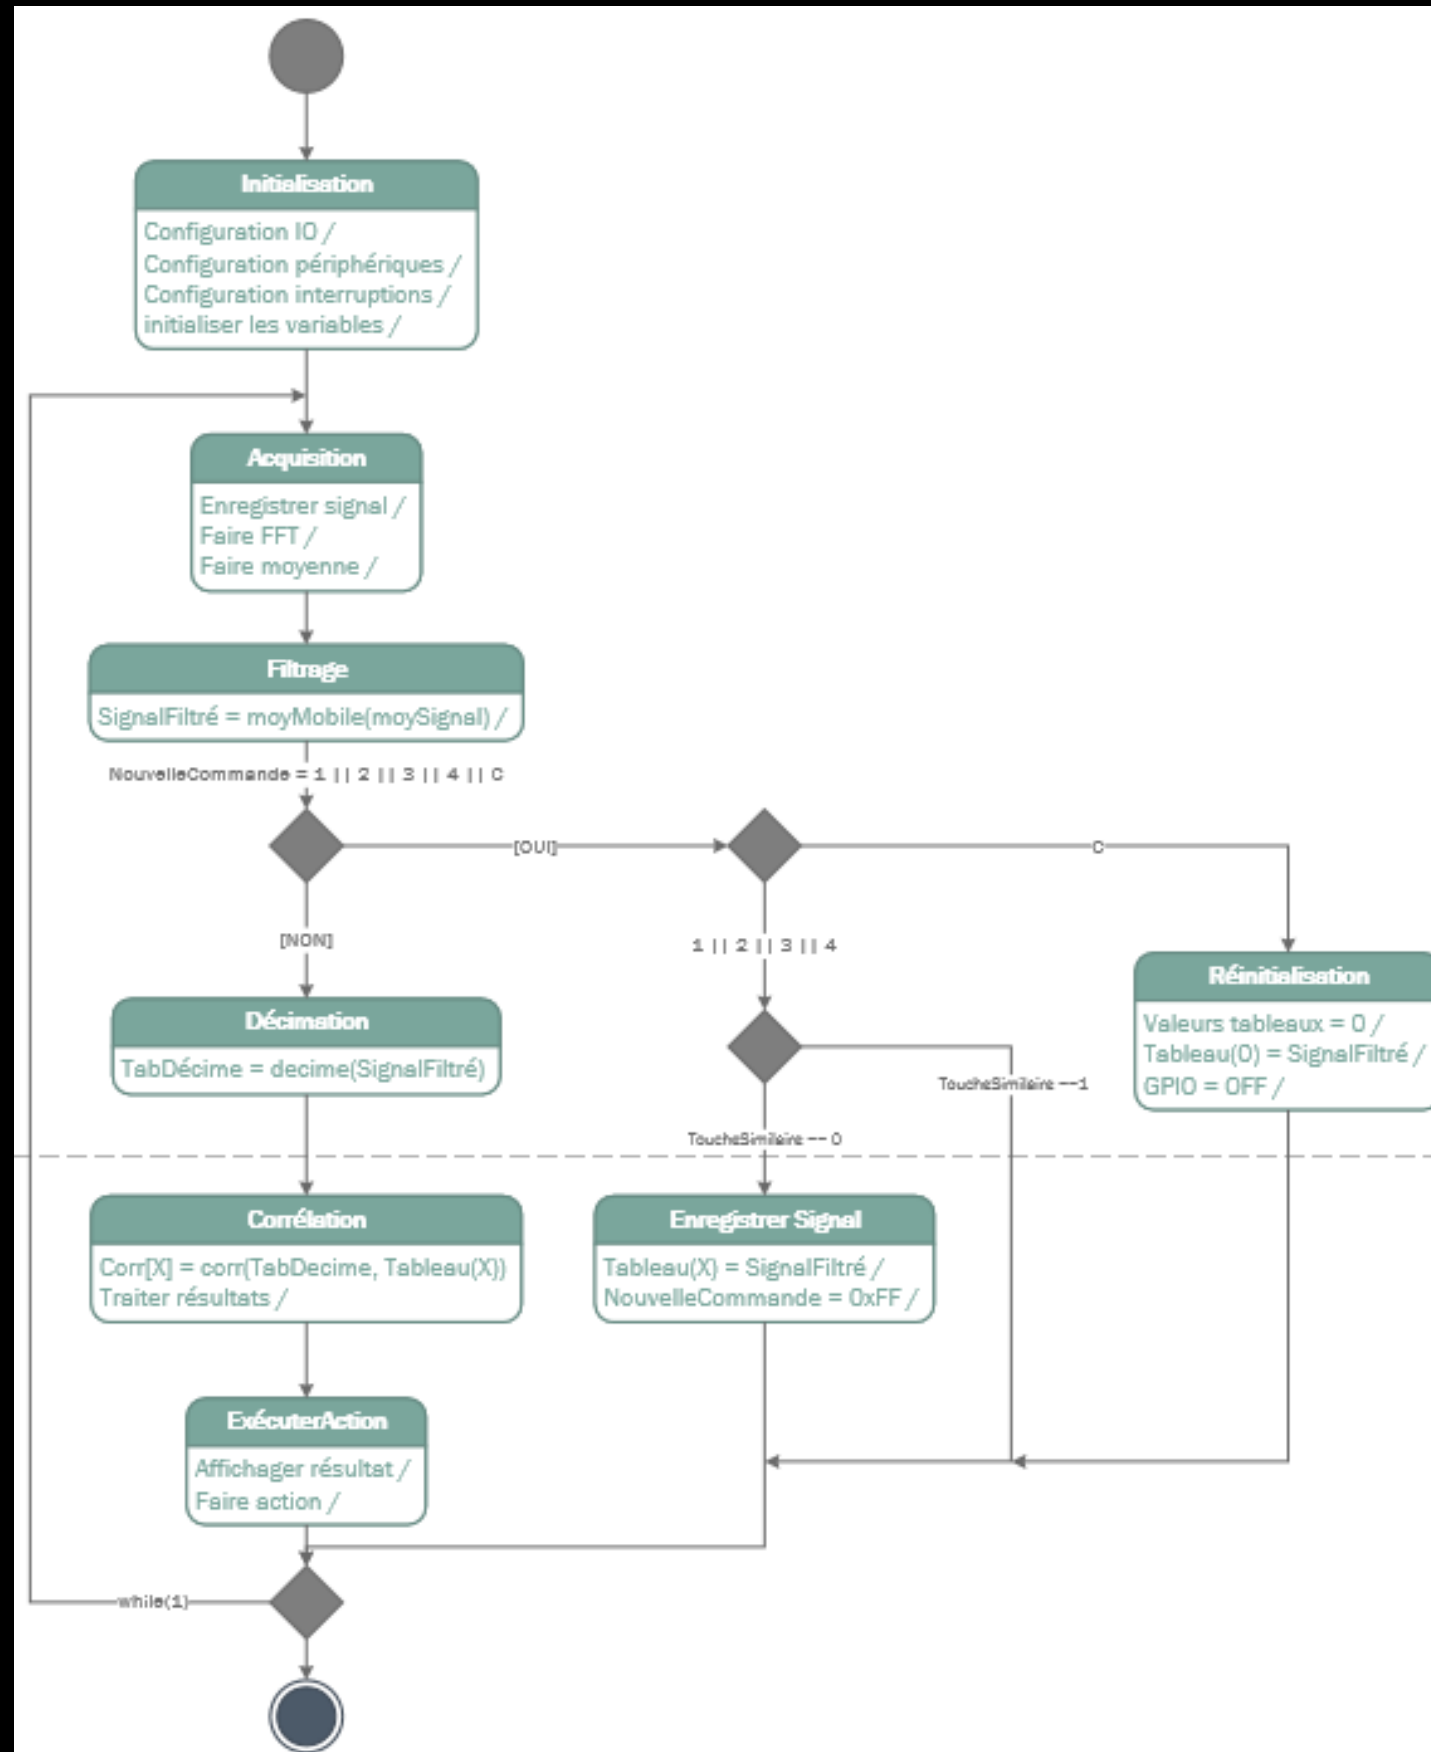 Initialisation
Configuration IO /
Configuration périphériques /
Configuration interruptions /
initialiser les variables /
Acquisition
Enregistrer signal /
Faire FFT /
Faire moyenne /
Filtrage
SignalFiltré = moyMobile(moySignal) /
NouvelleCommande = 1 || 2 || 3 || 4 || C
[OUI]
C
[NON]
1 || 2 || 3 || 4
Réinitialisation
Valeurs tableaux = 0 /
Tableau(0) = SignalFiltré /
GPIO = OFF /
Décimation
TabDécime = decime(SignalFiltré)
ToucheSimilaire ==1
ToucheSimilaire == 0
Corrélation
Corr[X] = corr(TabDecime, Tableau(X))
Traiter résultats /
Enregistrer Signal
Tableau(X) = SignalFiltré /
NouvelleCommande = 0xFF /
ExécuterAction
Affichager résultat /
Faire action /
while(1)